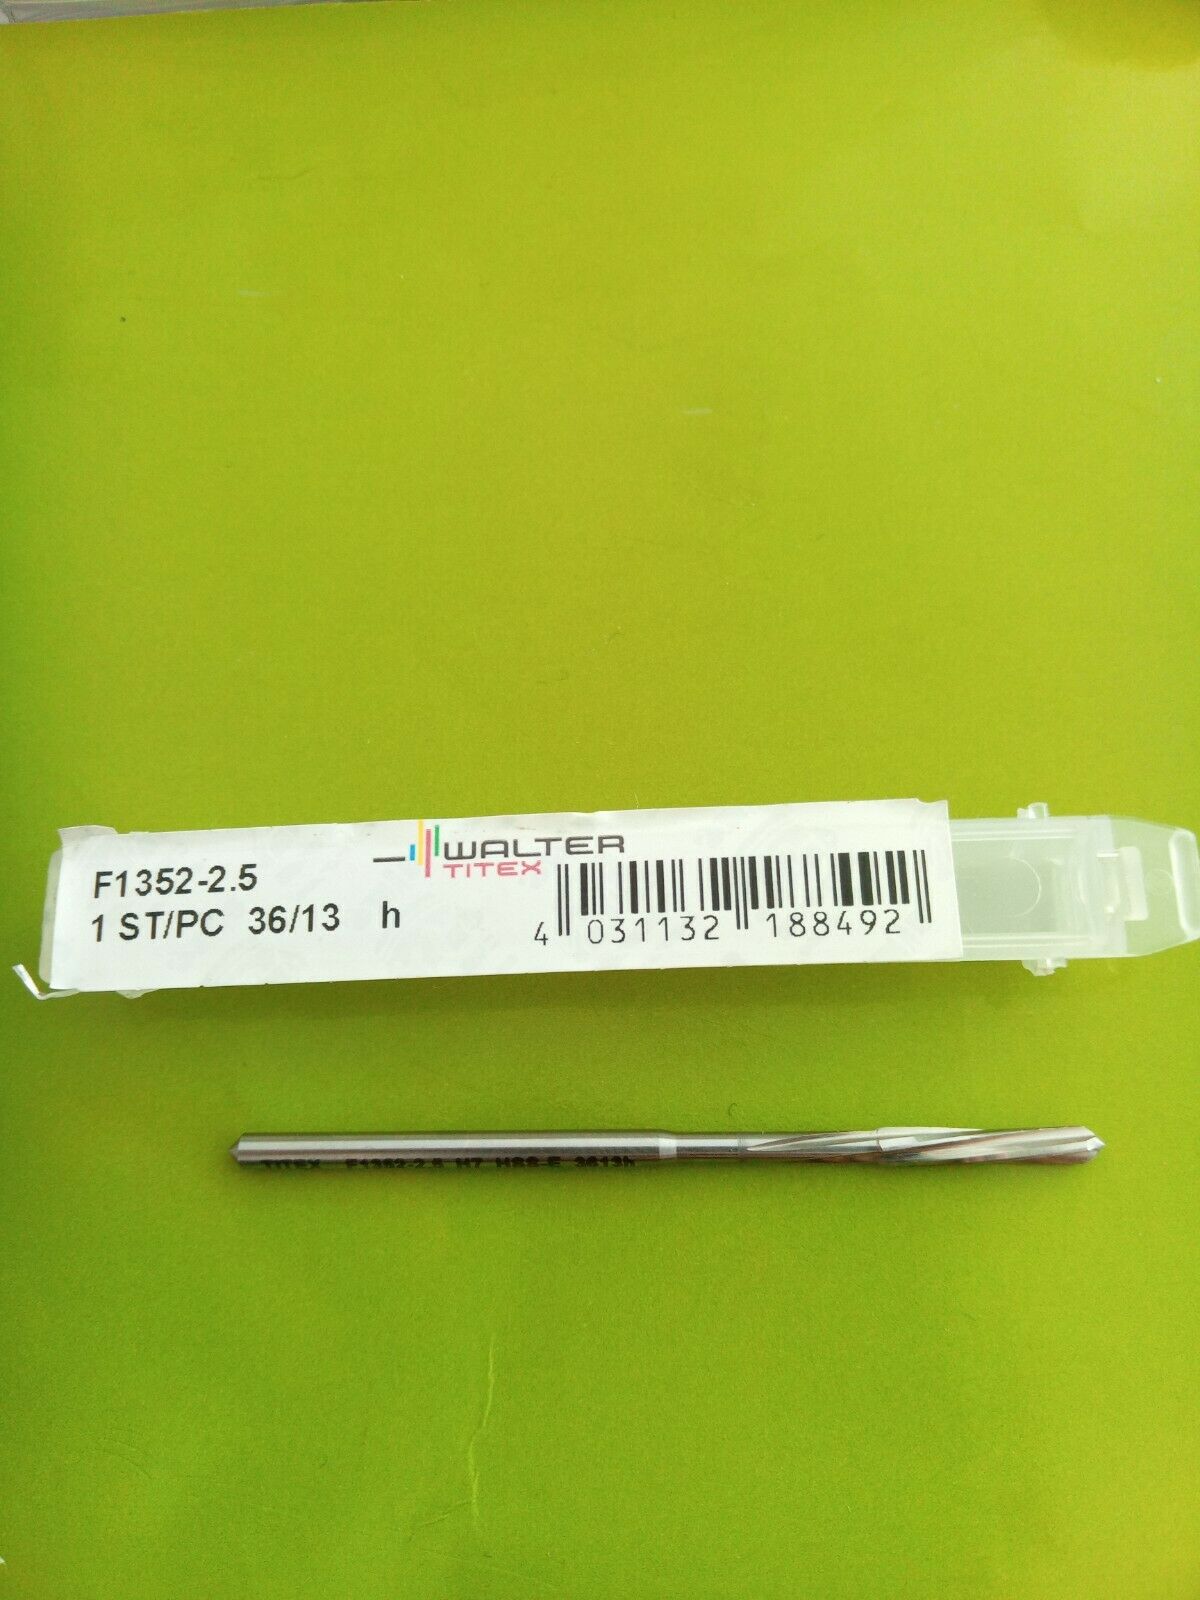 WALTER
TITEX
F1352-2.5
1 ST/PC 36/13 h
4 031132 188492
TITEX F1352-2.5 H7 HSS-E 3613h